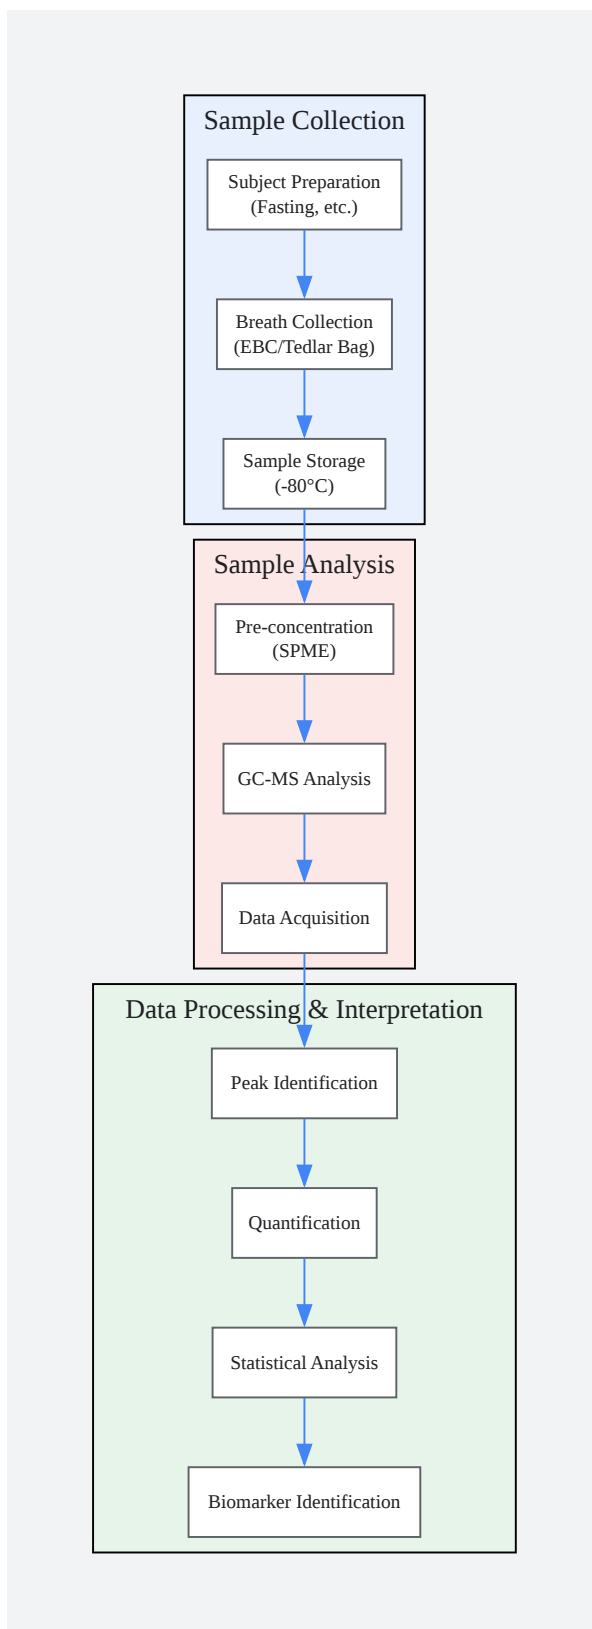 Sample Collection
Subject Preparation
(Fasting, etc.)
Breath Collection
(EBC/Tedlar Bag)
Sample Storage
(-80°C)
Sample Analysis
Pre-concentration
(SPME)
GC-MS Analysis
Data Acquisition
Data Processing & Interpretation
Peak Identification
Quantification
Statistical Analysis
Biomarker Identification